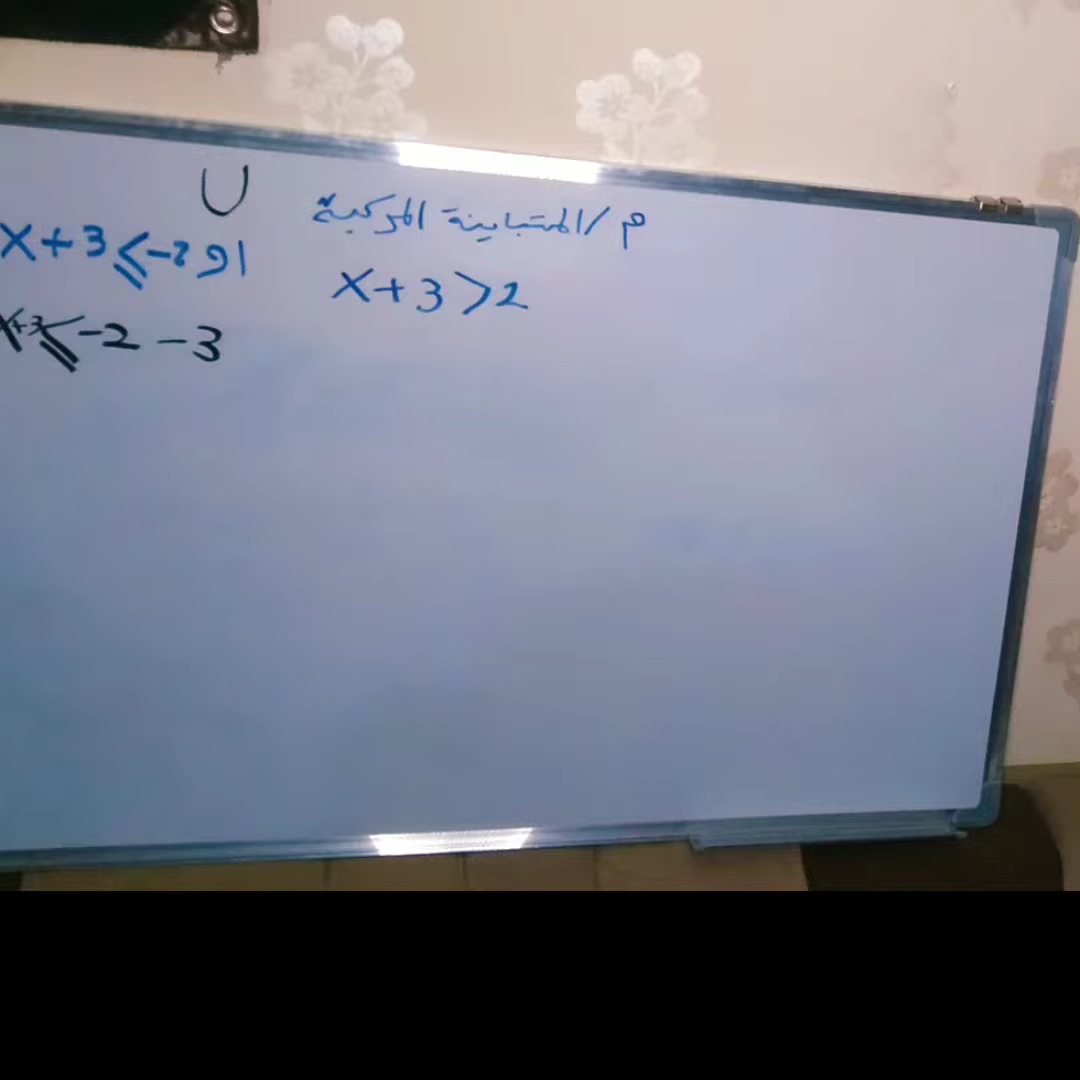 م / المتباينة المركبة
U
x+3≤-2 او
x+3>2
x+3≤-2-3